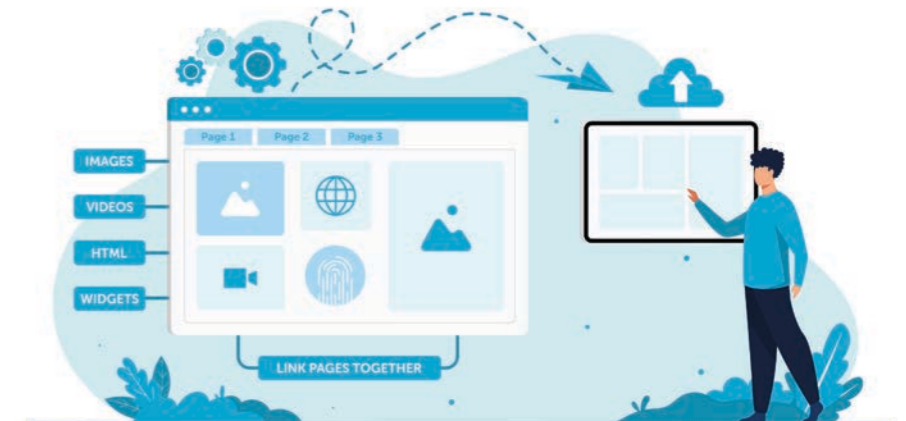 Page 1
Page 2
Page 3
IMAGES
VIDEOS
HTML
WIDGETS
LINK PAGES TOGETHER